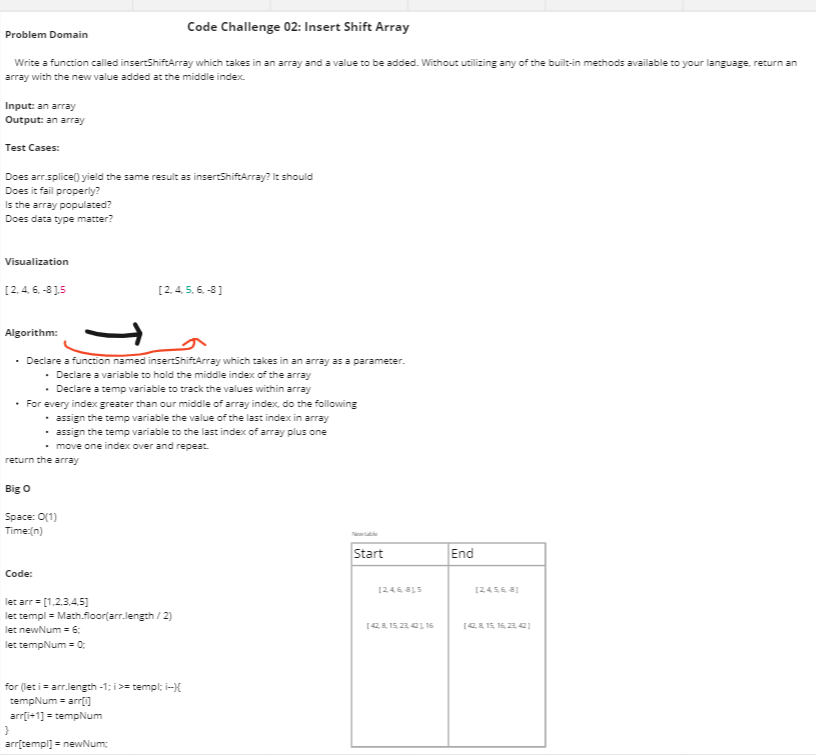 Code Challenge 02: Insert Shift Array
Problem Domain
Write a function called insertShiftArray which takes in an array and a value to be added. Without utilizing any of the built-in methods available to your language, return an
array with the new value added at the middle index.
Input: an array
Output: an array
Test Cases:
Does arr.splice() yield the same result as insertShiftArray? It should
Does it fail properly?
Is the array populated?
Does data type matter?
Visualization
[ 2, 4, 6, -8 ],5 [ 2, 4, 5, 6, -8 ]
Algorithm:
• Declare a function named insertShiftArray which takes in an array as a parameter.
• Declare a variable to hold the middle index of the array
• Declare a temp variable to track the values within array
• For every index greater than our middle of array index, do the following
• assign the temp variable the value of the last index in array
• assign the temp variable to the last index of array plus one
• move one index over and repeat.
return the array
Big O
Space: O(1)
Time:(n)
New table
Start End
[ 2, 4, 6, -8 ], 5 [ 2, 4, 5, 6, -8 ]
[ 42, 8, 15, 23, 42 ], 16 [ 42, 8, 15, 16, 23, 42 ]
Code:
let arr = [1,2,3,4,5]
let templ = Math.floor(arr.length / 2)
let newNum = 6;
let tempNum = 0;
for (let i = arr.length -1; i >= templ; i--){
tempNum = arr[i]
arr[i+1] = tempNum
}
arr[templ] = newNum;